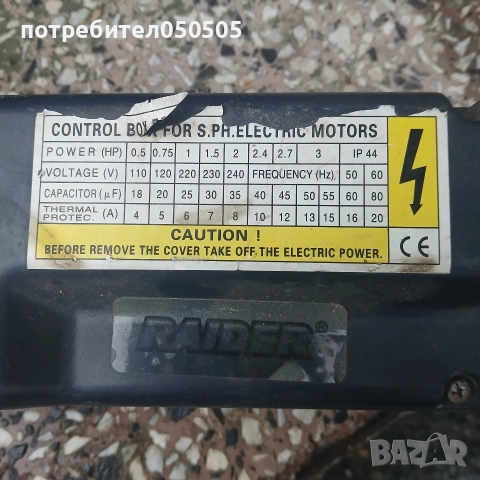 потребител050505
CONTROL BOX FOR S.PH.ELECTRIC MOTORS
POWER (HP) 0.5 0.75 1 1.5 2 2.4 2.7 3 IP 44
VOLTAGE (V) 110 120 220 230 240 FREQUENCY (Hz) 50 60
CAPACITOR (μF) 18 20 25 30 35 40 45 50 55 60 80
THERMAL PROTEC. (A) 4 5 6 7 8 10 12 13 15 16 20
CAUTION !
BEFORE REMOVE THE COVER TAKE OFF THE ELECTRIC POWER.
CE
RAIDER®
BAZAR